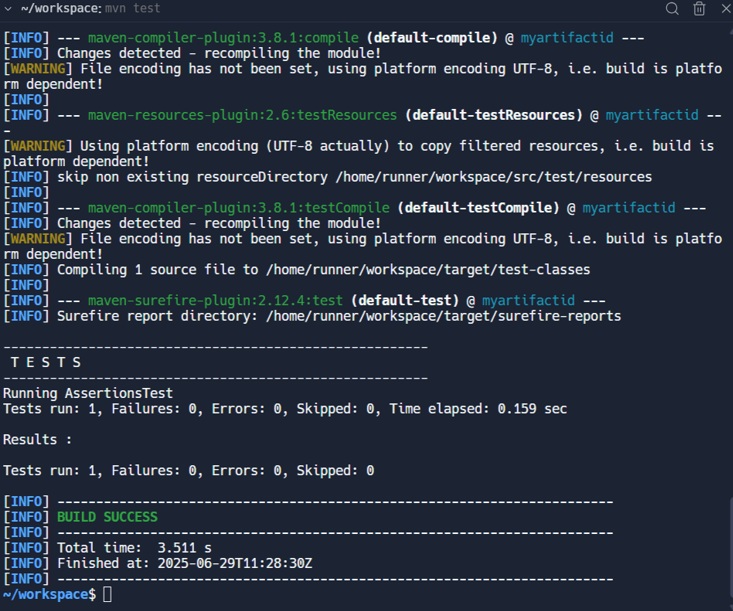 ~/workspace: mvn test
[INFO] --- maven-compiler-plugin:3.8.1:compile (default-compile) @ myartifactid ---
[INFO] Changes detected - recompiling the module!
[WARNING] File encoding has not been set, using platform encoding UTF-8, i.e. build is platfo
rm dependent!
[INFO]
[INFO] --- maven-resources-plugin:2.6:testResources (default-testResources) @ myartifactid --
-
[WARNING] Using platform encoding (UTF-8 actually) to copy filtered resources, i.e. build is
platform dependent!
[INFO] skip non existing resourceDirectory /home/runner/workspace/src/test/resources
[INFO]
[INFO] --- maven-compiler-plugin:3.8.1:testCompile (default-testCompile) @ myartifactid ---
[INFO] Changes detected - recompiling the module!
[WARNING] File encoding has not been set, using platform encoding UTF-8, i.e. build is platfo
rm dependent!
[INFO] Compiling 1 source file to /home/runner/workspace/target/test-classes
[INFO]
[INFO] --- maven-surefire-plugin:2.12.4:test (default-test) @ myartifactid ---
[INFO] Surefire report directory: /home/runner/workspace/target/surefire-reports
-------------------------------------------------------
T E S T S
-------------------------------------------------------
Running AssertionsTest
Tests run: 1, Failures: 0, Errors: 0, Skipped: 0, Time elapsed: 0.159 sec
Results :
Tests run: 1, Failures: 0, Errors: 0, Skipped: 0
[INFO] ------------------------------------------------------------------------
[INFO] BUILD SUCCESS
[INFO] ------------------------------------------------------------------------
[INFO] Total time:  3.511 s
[INFO] Finished at: 2025-06-29T11:28:30Z
[INFO] ------------------------------------------------------------------------
~/workspace$